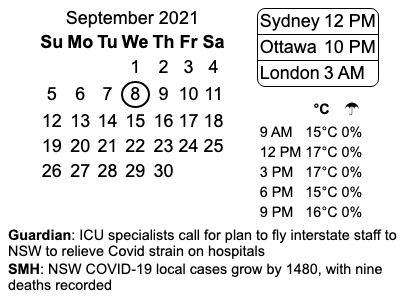 September 2021
Su Mo Tu We Th Fr Sa
1 2 3 4
5 6 7 8 9 10 11
12 13 14 15 16 17 18
19 20 21 22 23 24 25
26 27 28 29 30
Sydney 12 PM
Ottawa 10 PM
London 3 AM
°C ☂
9 AM 15°C 0%
12 PM 17°C 0%
3 PM 17°C 0%
6 PM 15°C 0%
9 PM 16°C 0%
Guardian: ICU specialists call for plan to fly interstate staff to
NSW to relieve Covid strain on hospitals
SMH: NSW COVID-19 local cases grow by 1480, with nine
deaths recorded